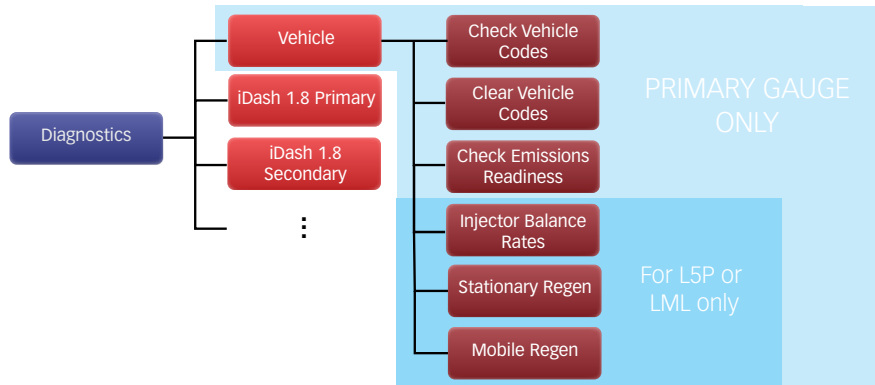 Diagnostics
Vehicle
iDash 1.8 Primary
iDash 1.8
Secondary
Check Vehicle
Codes
Clear Vehicle
Codes
Check Emissions
Readiness
Injector Balance
Rates
Stationary Regen
Mobile Regen
PRIMARY GAUGE
ONLY
For L5P or
LML only